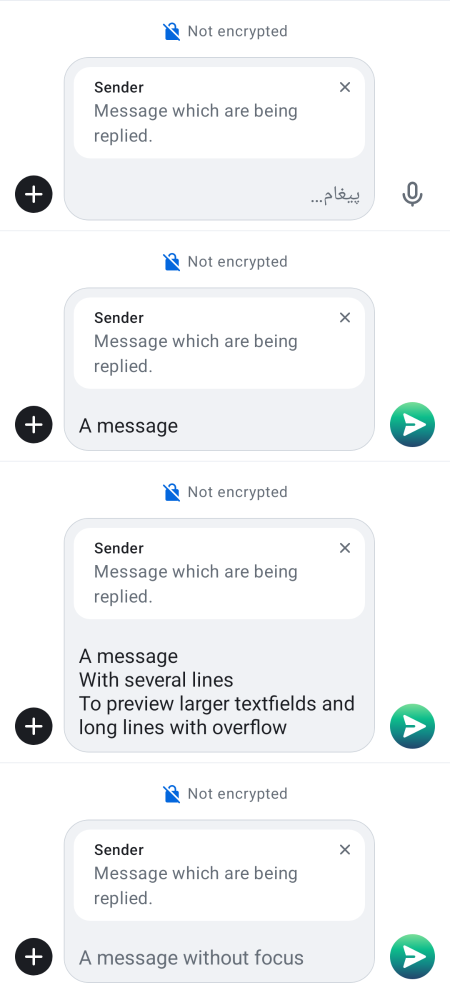 Not encrypted
Sender
Message which are being
replied.
پیغام...
Not encrypted
Sender
Message which are being
replied.
A message
Not encrypted
Sender
Message which are being
replied.
A message
With several lines
To preview larger textfields and
long lines with overflow
Not encrypted
Sender
Message which are being
replied.
A message without focus